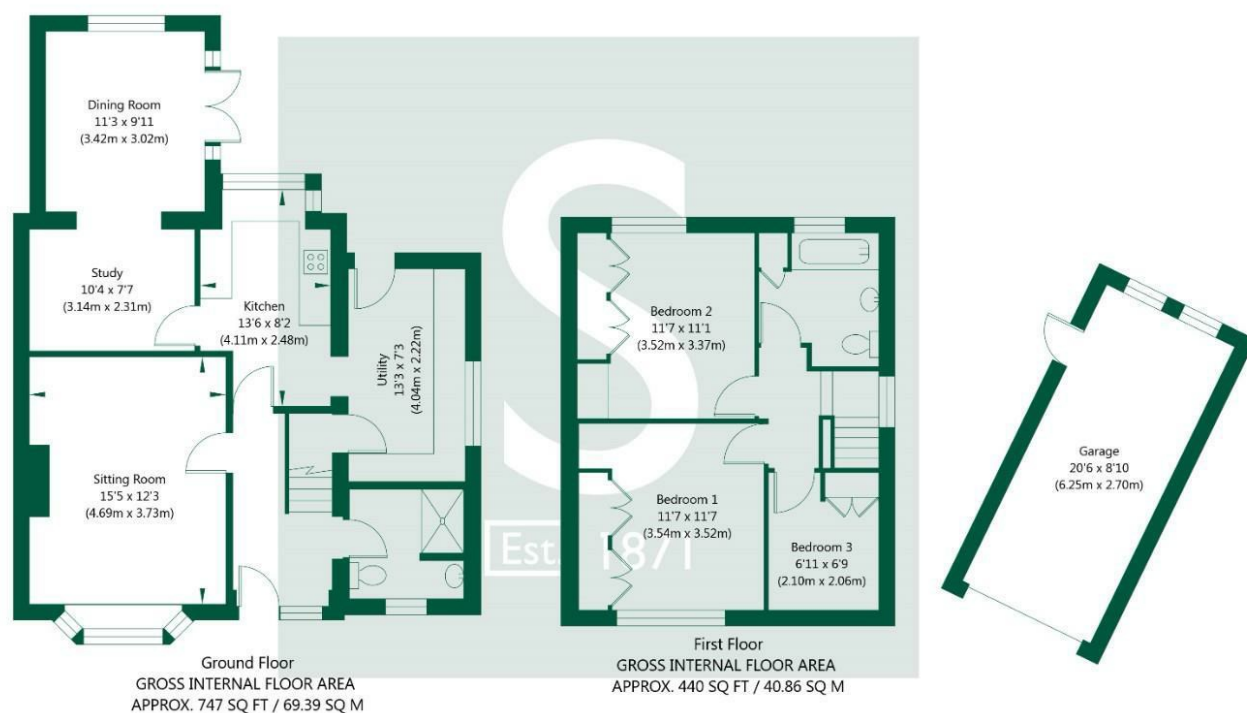 Dining Room
11'3 x 9'11
(3.42m x 3.02m)
Study
10'4 x 7'7
(3.14m x 2.31m)
Kitchen
13'6 x 8'2
(4.11m x 2.48m)
Utility
13'3 x 7'3
(4.04m x 2.22m)
Sitting Room
15'5 x 12'3
(4.69m x 3.73m)
Ground Floor
GROSS INTERNAL FLOOR AREA
APPROX. 747 SQ FT / 69.39 SQ M
S
Est. 1871
Bedroom 2
11'7 x 11'1
(3.52m x 3.37m)
Bedroom 1
11'7 x 11'7
(3.54m x 3.52m)
Bedroom 3
6'11 x 6'9
(2.10m x 2.06m)
First Floor
GROSS INTERNAL FLOOR AREA
APPROX. 440 SQ FT / 40.86 SQ M
Garage
20'6 x 8'10
(6.25m x 2.70m)